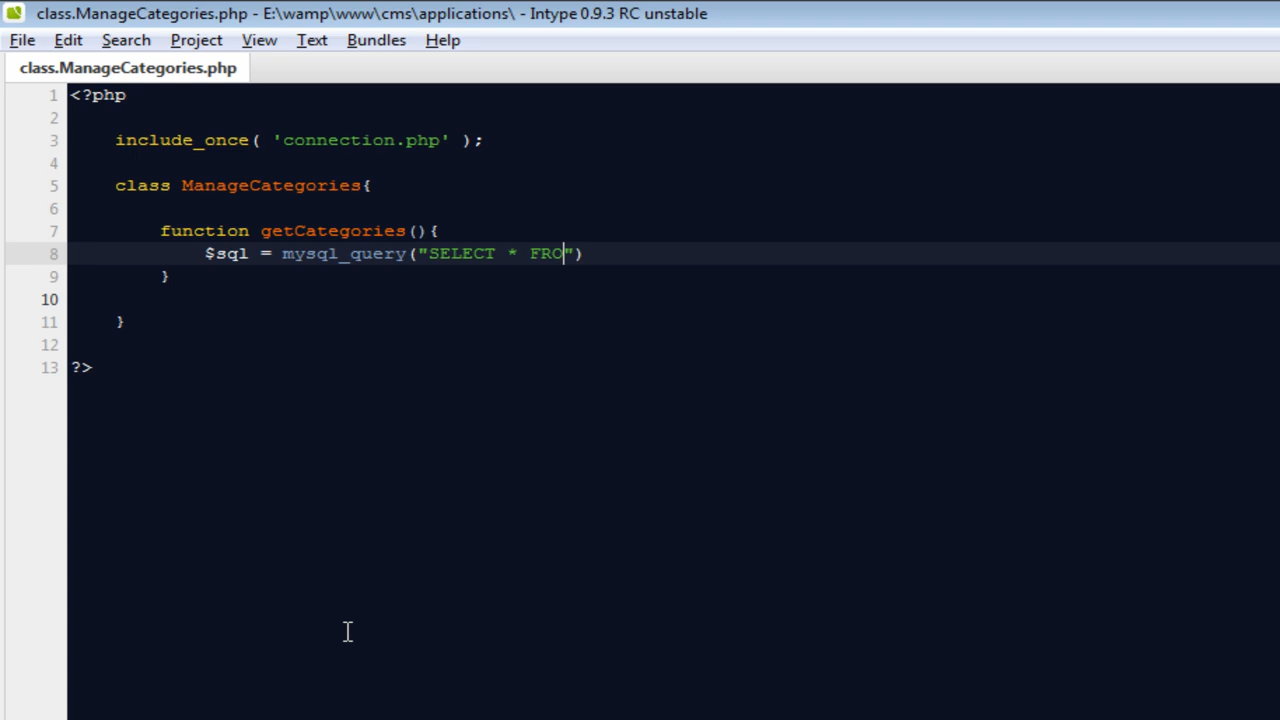 class.ManageCategories.php - E:\wamp\www\cms\applications\ - Intype 0.9.3 RC unstable
File Edit Search Project View Text Bundles Help
class.ManageCategories.php
1 <?php
2
3 include_once( 'connection.php' );
4
5 class ManageCategories{
6
7 function getCategories(){
8 $sql = mysql_query("SELECT * FRO")
9 }
10
11 }
12
13 ?>